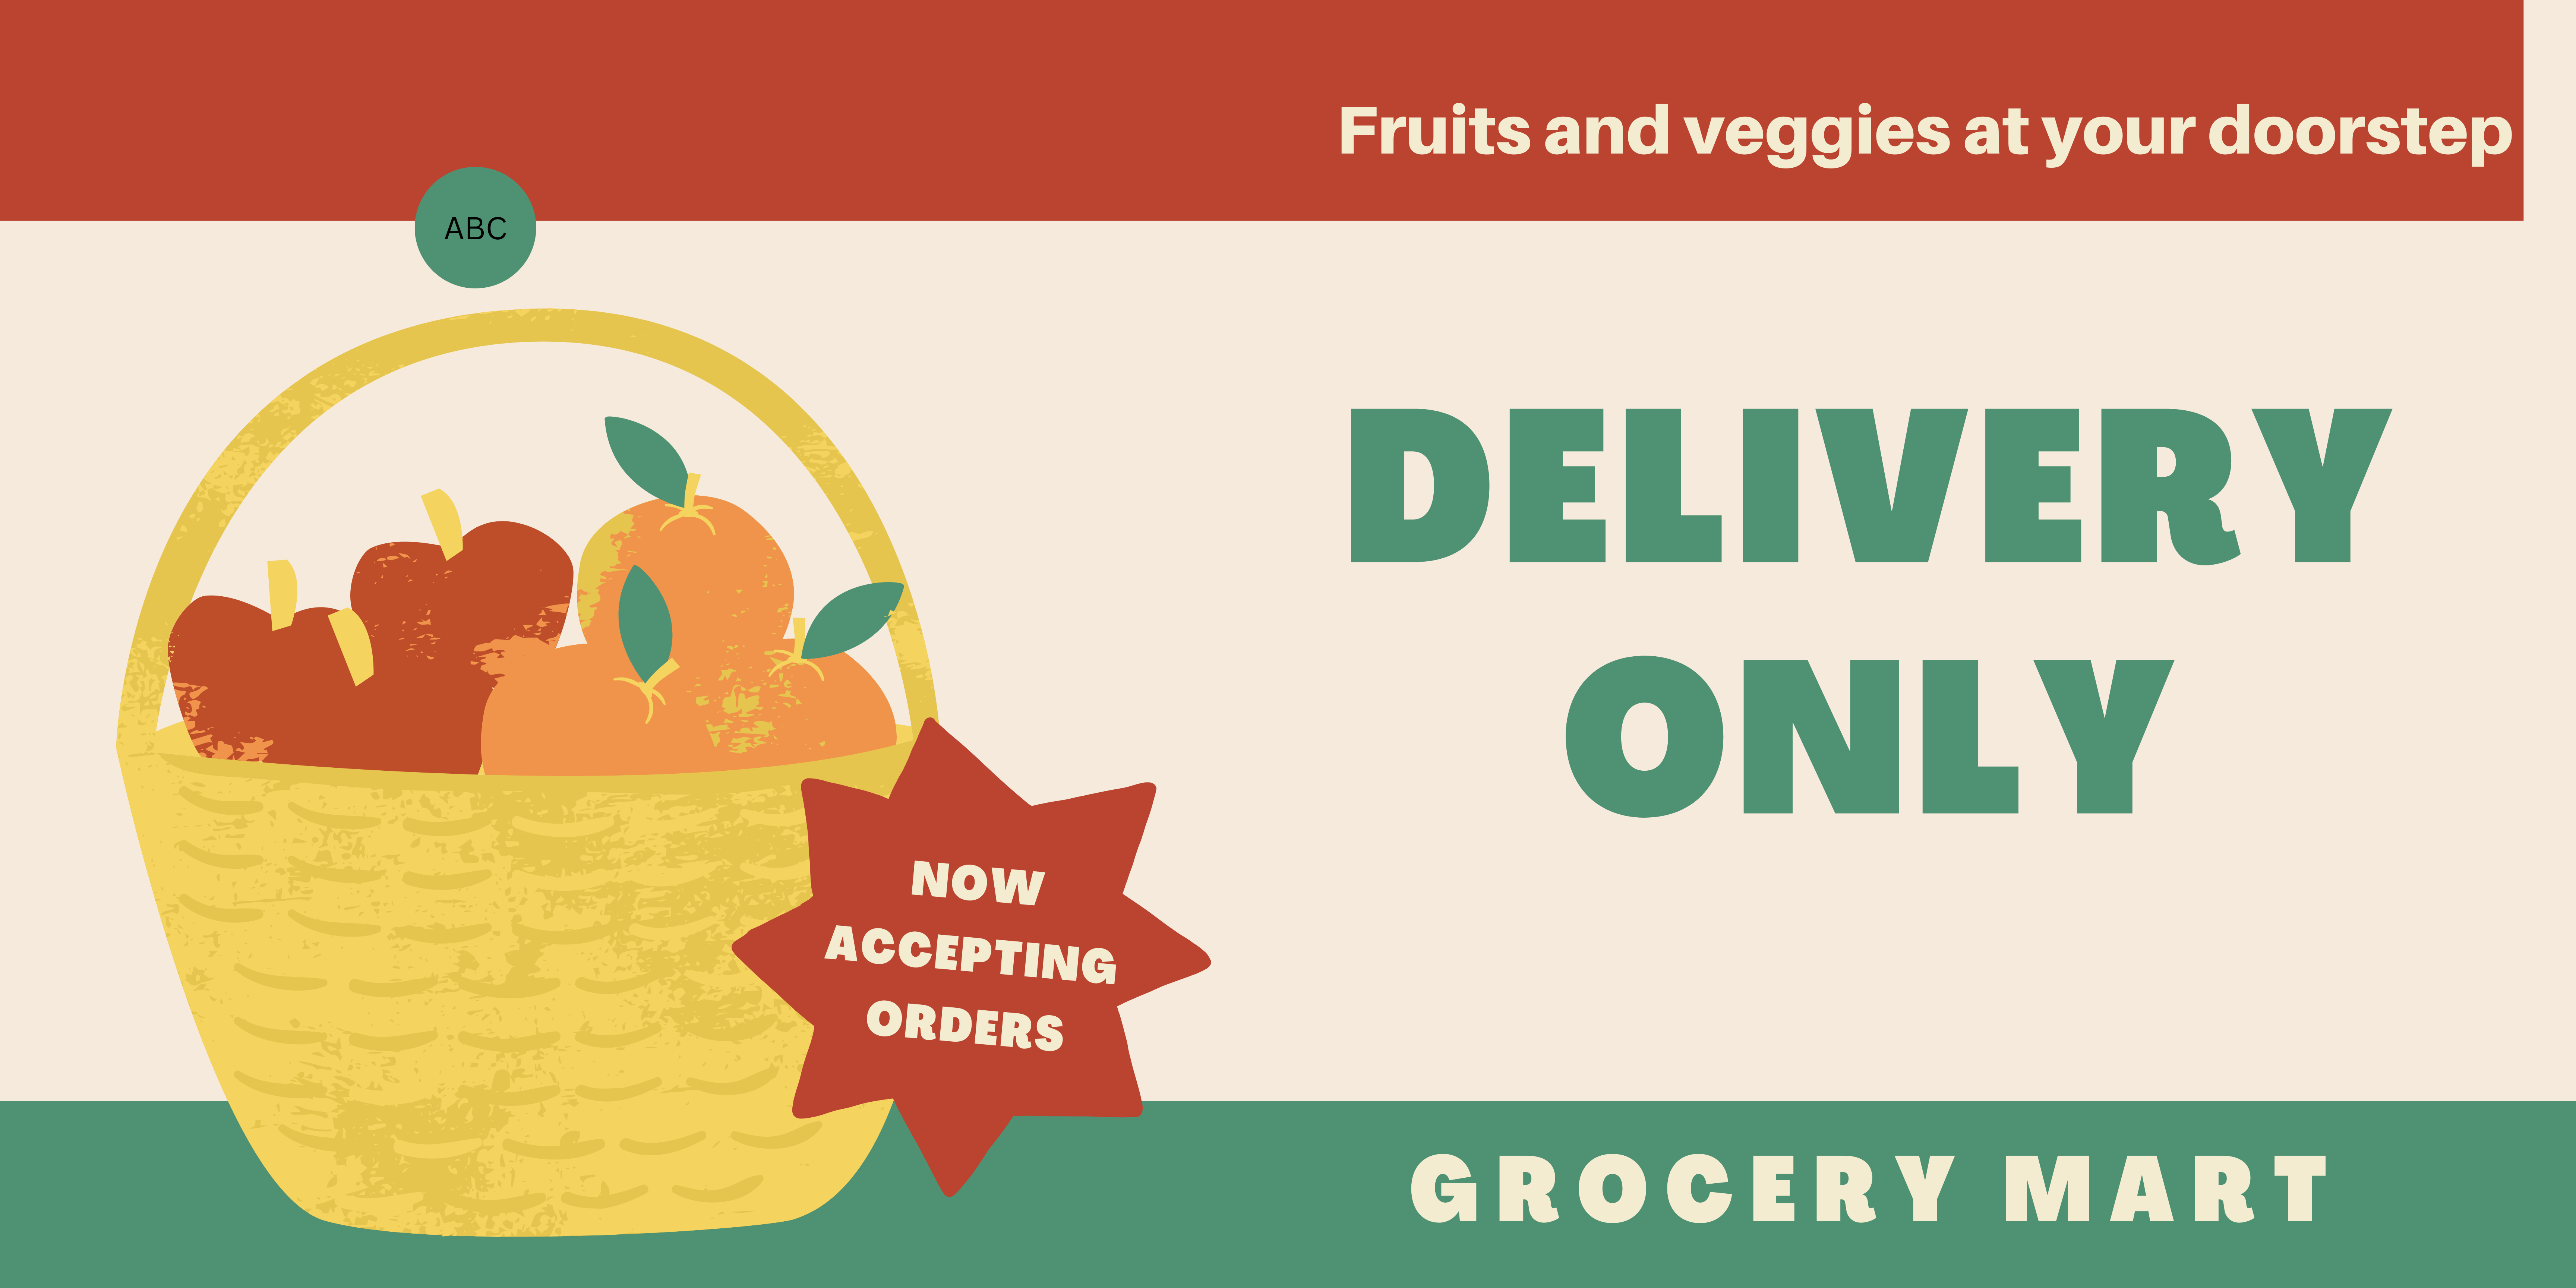 Fruits and veggies at your doorstep
ABC
DELIVERY
ONLY
NOW
ACCEPTING
ORDERS
GROCERY MART